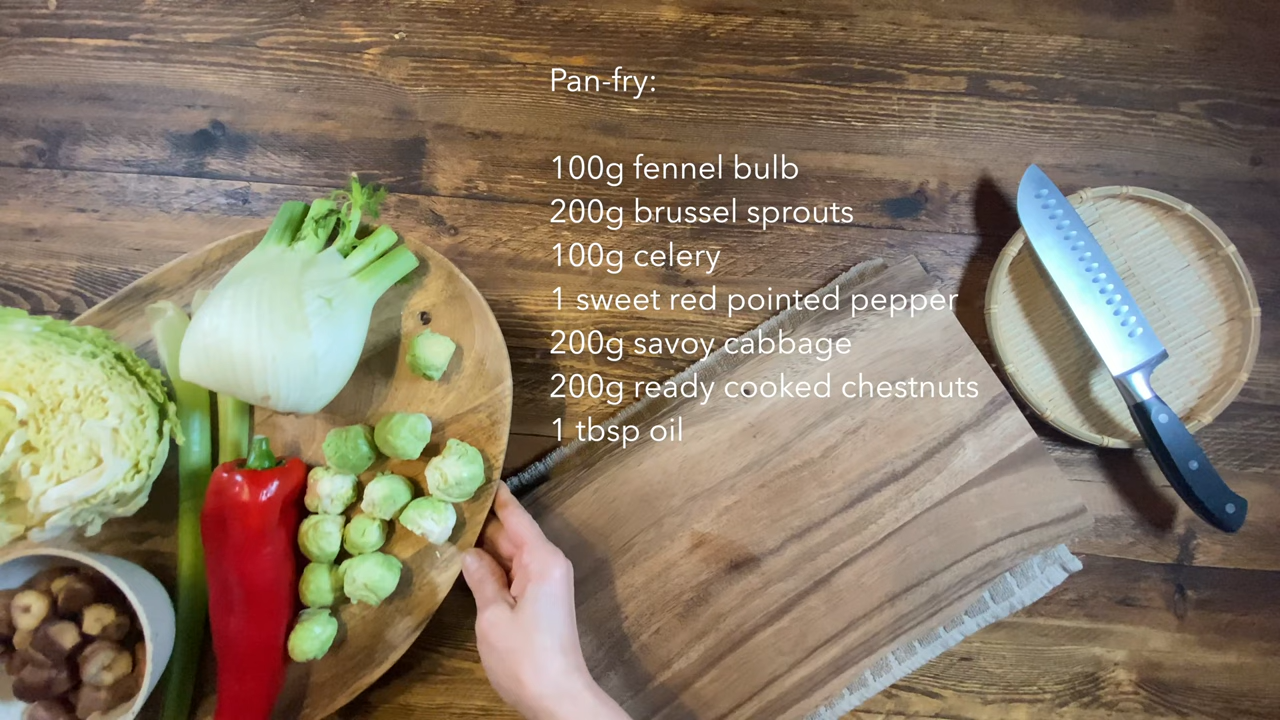 Pan-fry:
100g fennel bulb
200g brussel sprouts
100g celery
1 sweet red pointed pepper
200g savoy cabbage
200g ready cooked chestnuts
1 tbsp oil